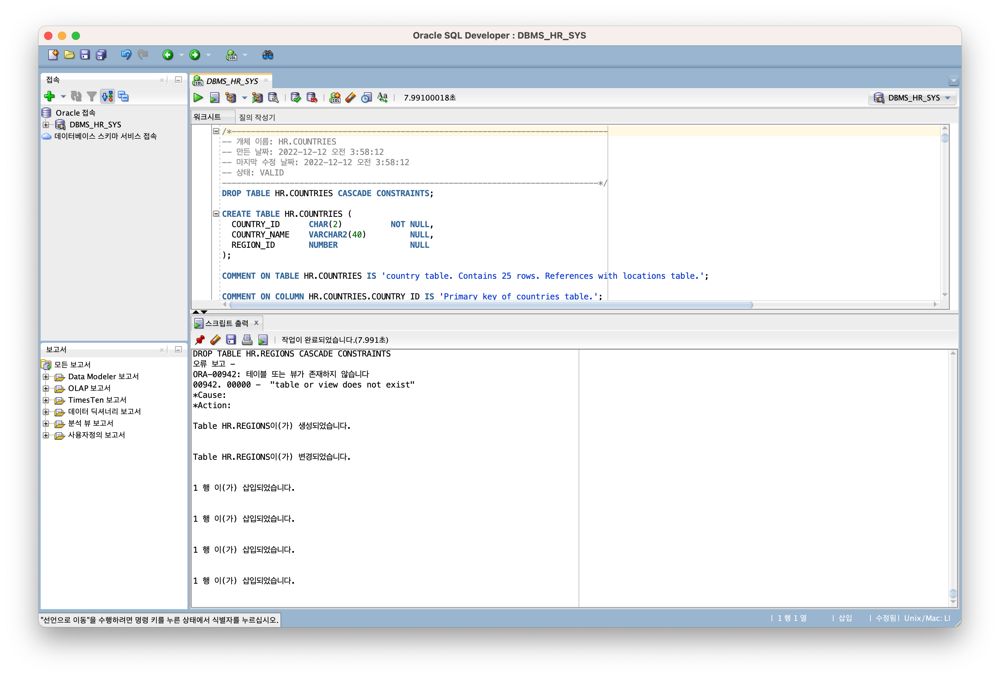 Oracle SQL Developer : DBMS_HR_SYS
접속
Oracle 접속
DBMS_HR_SYS
데이터베이스 스키마 서비스 접속
보고서
모든 보고서
Data Modeler 보고서
OLAP 보고서
TimesTen 보고서
데이터 딕셔너리 보고서
분석 뷰 보고서
사용자정의 보고서
DBMS_HR_SYS
7.99100018초
DBMS_HR_SYS
워크시트 질의 작성기
/*------------------------------------------------------------------------------
-- 개체 이름: HR.COUNTRIES
-- 만든 날짜: 2022-12-12 오전 3:58:12
-- 마지막 수정 날짜: 2022-12-12 오전 3:58:12
-- 상태: VALID
------------------------------------------------------------------------------*/
DROP TABLE HR.COUNTRIES CASCADE CONSTRAINTS;
CREATE TABLE HR.COUNTRIES (
COUNTRY_ID CHAR(2) NOT NULL,
COUNTRY_NAME VARCHAR2(40) NULL,
REGION_ID NUMBER NULL
);
COMMENT ON TABLE HR.COUNTRIES IS 'country table. Contains 25 rows. References with locations table.';
COMMENT ON COLUMN HR.COUNTRIES.COUNTRY_ID IS 'Primary key of countries table.';
스크립트 출력
작업이 완료되었습니다.(7.991초)
DROP TABLE HR.REGIONS CASCADE CONSTRAINTS
오류 보고 -
ORA-00942: 테이블 또는 뷰가 존재하지 않습니다
00942. 00000 - "table or view does not exist"
*Cause:
*Action:
Table HR.REGIONS이(가) 생성되었습니다.
Table HR.REGIONS이(가) 변경되었습니다.
1 행 이(가) 삽입되었습니다.
1 행 이(가) 삽입되었습니다.
1 행 이(가) 삽입되었습니다.
1 행 이(가) 삽입되었습니다.
"선언으로 이동"을 수행하려면 명령 키를 누른 상태에서 식별자를 누르십시오.
| 1 행 1 열 | 삽입 | 수정됨| Unix/Mac: LI